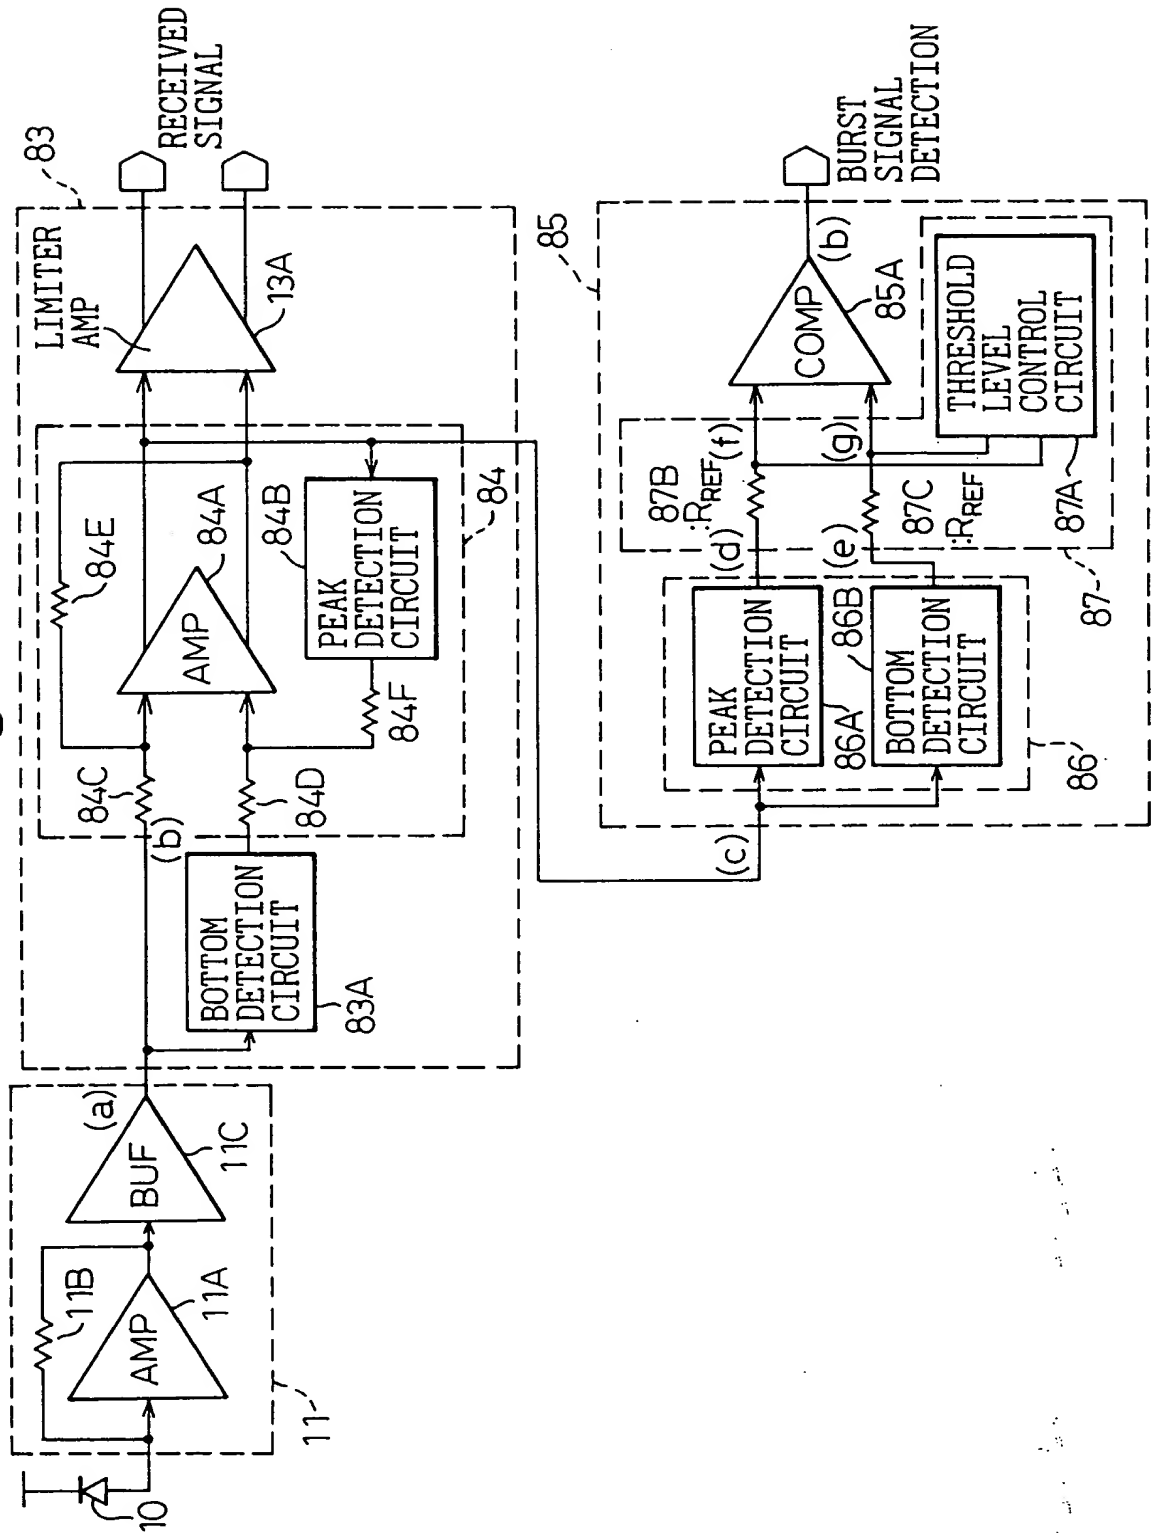 83
LIMITER
AMP
13A
RECEIVED
SIGNAL
84E
84C
AMP
84A
84B
PEAK
DETECTION
CIRCUIT
84F
84D
84
(b)
BOTTOM
DETECTION
CIRCUIT
83A
(a)
BUF
11C
11B
AMP
11A
11
10
85
(c)
PEAK
DETECTION
CIRCUIT
86A
BOTTOM
DETECTION
CIRCUIT
86B
86
(d)
(e)
87B
:RREF
(f)
(g)
87C
:RREF
87
COMP
85A
(b)
THRESHOLD
LEVEL
CONTROL
CIRCUIT
87A
BURST
SIGNAL
DETECTION